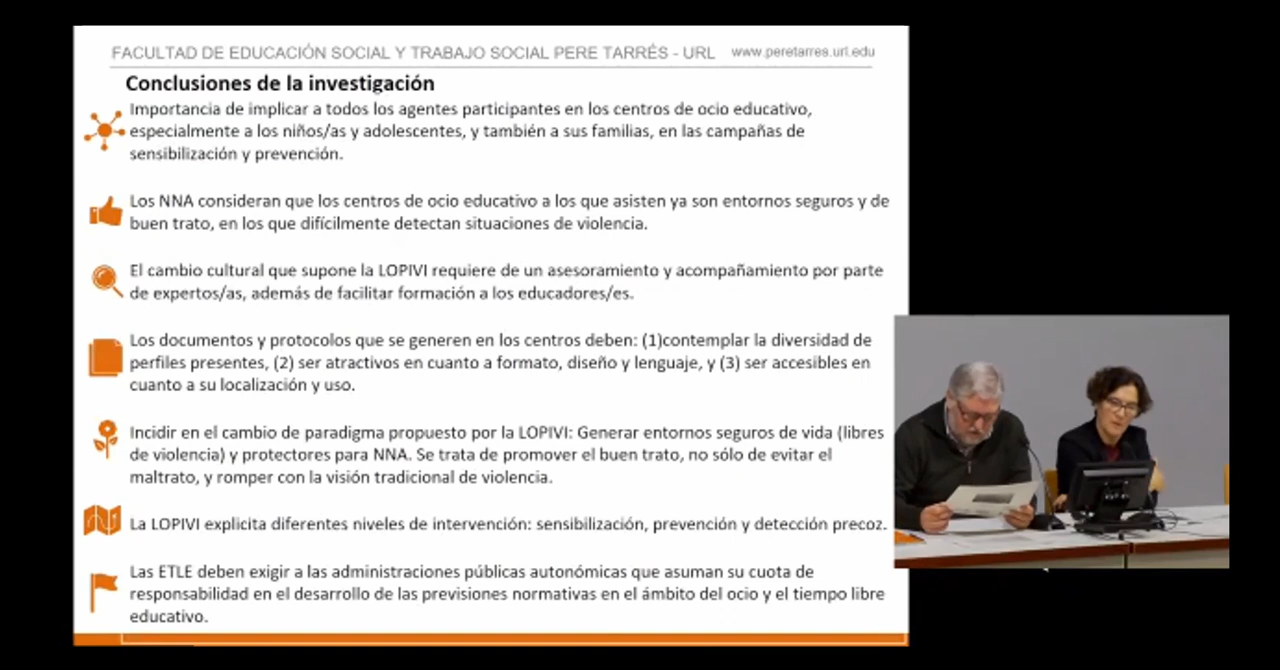 FACULTAD DE EDUCACIÓN SOCIAL Y TRABAJO SOCIAL PERE TARRÉS - URL www.peretarres.url.edu
Conclusiones de la investigación
Importancia de implicar a todos los agentes participantes en los centros de ocio educativo,
especialmente a los niños/as y adolescentes, y también a sus familias, en las campañas de
sensibilización y prevención.
Los NNA consideran que los centros de ocio educativo a los que asisten ya son entornos seguros y de
buen trato, en los que difícilmente detectan situaciones de violencia.
El cambio cultural que supone la LOPIVI requiere de un asesoramiento y acompañamiento por parte
de expertos/as, además de facilitar formación a los educadores/es.
Los documentos y protocolos que se generen en los centros deben: (1)contemplar la diversidad de
perfiles presentes, (2) ser atractivos en cuanto a formato, diseño y lenguaje, y (3) ser accesibles en
cuanto a su localización y uso.
Incidir en el cambio de paradigma propuesto por la LOPIVI: Generar entornos seguros de vida (libres
de violencia) y protectores para NNA. Se trata de promover el buen trato, no sólo de evitar el
maltrato, y romper con la visión tradicional de violencia.
La LOPIVI explicita diferentes niveles de intervención: sensibilización, prevención y detección precoz.
Las ETLE deben exigir a las administraciones públicas autonómicas que asuman su cuota de
responsabilidad en el desarrollo de las previsiones normativas en el ámbito del ocio y el tiempo libre
educativo.